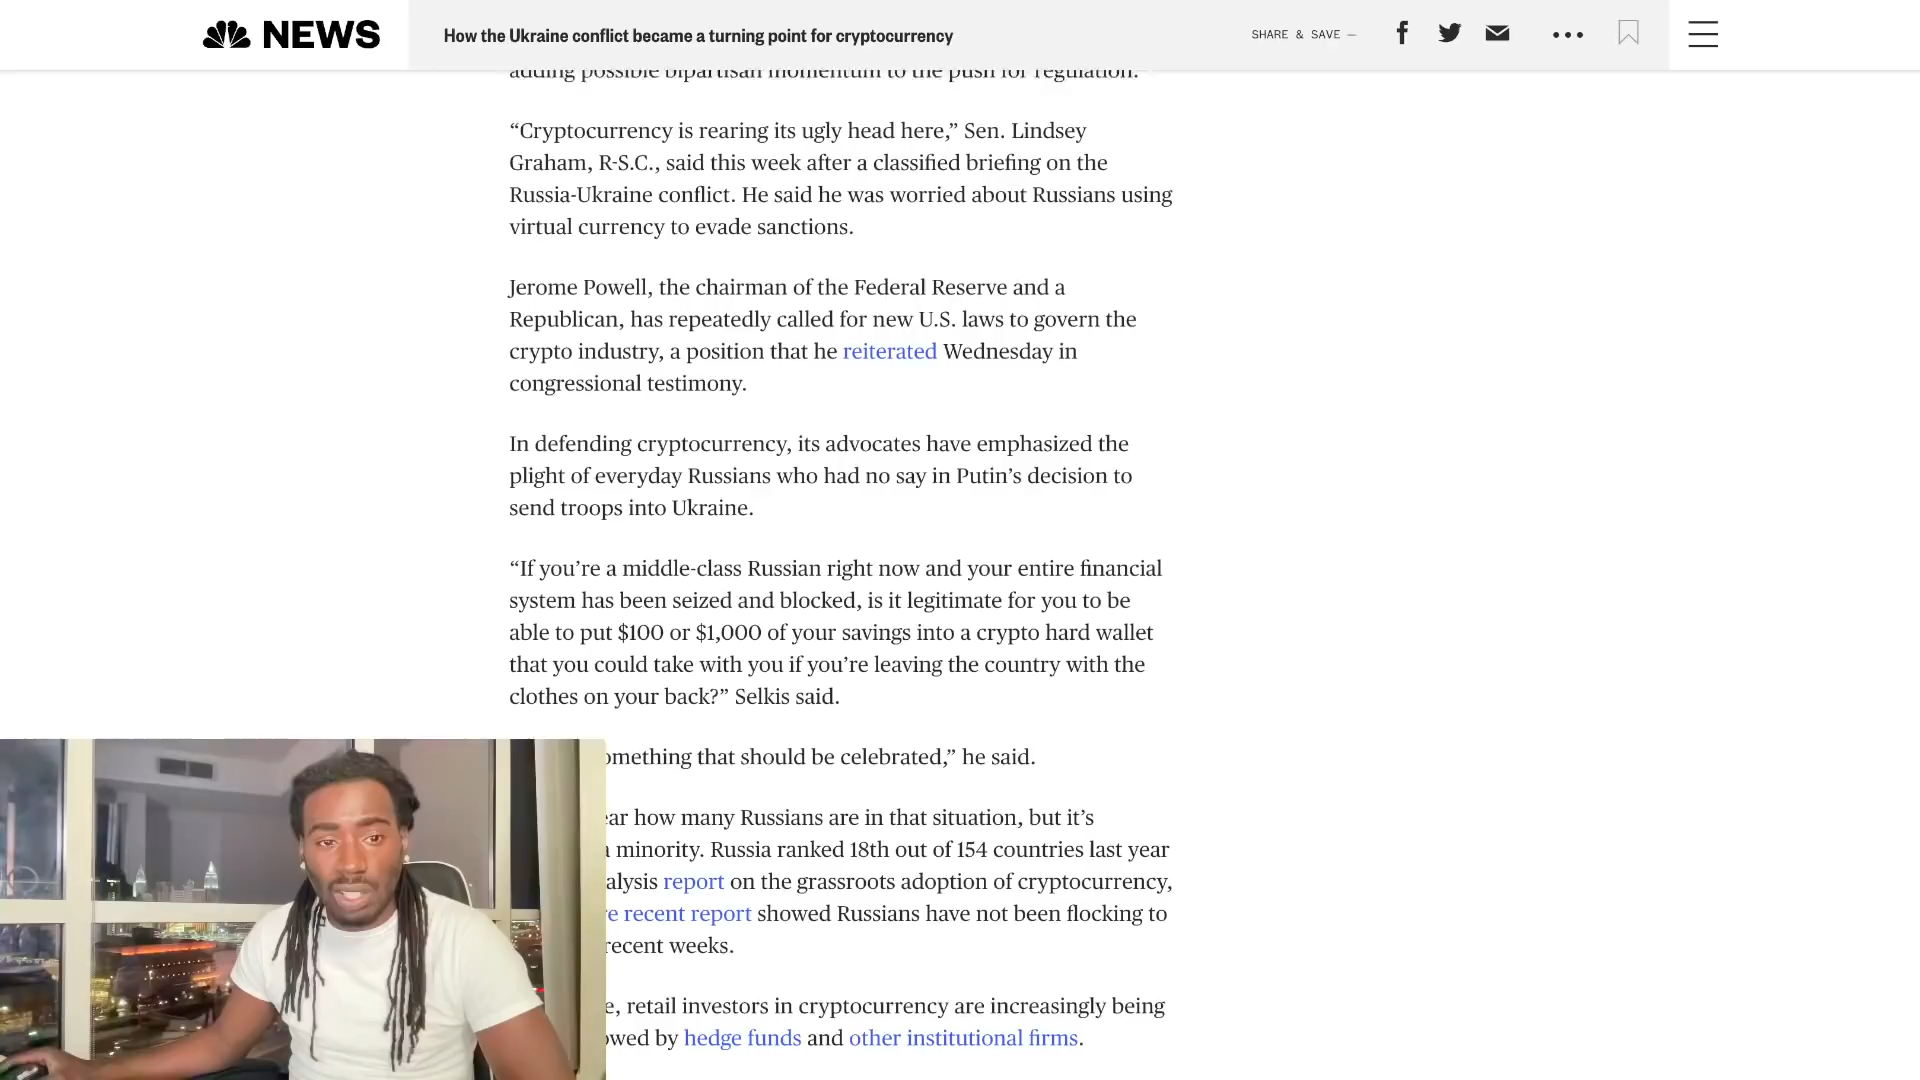 NEWS
How the Ukraine conflict became a turning point for cryptocurrency
SHARE & SAVE —
adding possible bipartisan momentum to the push for regulation.
“Cryptocurrency is rearing its ugly head here,” Sen. Lindsey
Graham, R-S.C., said this week after a classified briefing on the
Russia-Ukraine conflict. He said he was worried about Russians using
virtual currency to evade sanctions.
Jerome Powell, the chairman of the Federal Reserve and a
Republican, has repeatedly called for new U.S. laws to govern the
crypto industry, a position that he reiterated Wednesday in
congressional testimony.
In defending cryptocurrency, its advocates have emphasized the
plight of everyday Russians who had no say in Putin’s decision to
send troops into Ukraine.
“If you’re a middle-class Russian right now and your entire financial
system has been seized and blocked, is it legitimate for you to be
able to put $100 or $1,000 of your savings into a crypto hard wallet
that you could take with you if you’re leaving the country with the
clothes on your back?” Selkis said.
omething that should be celebrated,” he said.
ar how many Russians are in that situation, but it’s
minority. Russia ranked 18th out of 154 countries last year
alysis report on the grassroots adoption of cryptocurrency,
e recent report showed Russians have not been flocking to
recent weeks.
e, retail investors in cryptocurrency are increasingly being
owed by hedge funds and other institutional firms.